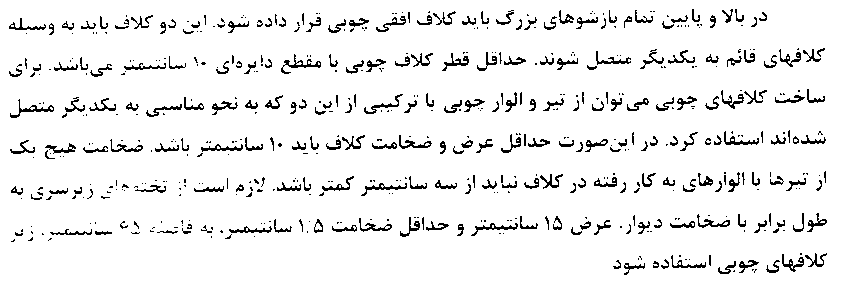 در بالا و پایین تمام بازشوهای بزرگ باید کلاف افقی چوبی قرار داده شود. این دو کلاف باید به وسیله
کلافهای قائم به یکدیگر متصل شوند. حداقل قطر کلاف چوبی با مقطع دایره‌ای ۱۰ سانتیمتر می‌باشد. برای
ساخت کلافهای چوبی می‌توان از تیر و الوار چوبی با ترکیبی از این دو که به نحو مناسبی به یکدیگر متصل
شده‌اند استفاده کرد. در این‌صورت حداقل عرض و ضخامت کلاف باید ۱۰ سانتیمتر باشد. ضخامت هیچ یک
از تیرها با الوارهای به کار رفته در کلاف نباید از سه سانتیمتر کمتر باشد. لازم است از تخته‌های زیرسری به
طول برابر با ضخامت دیوار، عرض ۱۵ سانتیمتر و حداقل ضخامت ۱/۵ سانتیمتر، به فاصله سانتیمتر، زیر
کلافهای چوبی استفاده شود